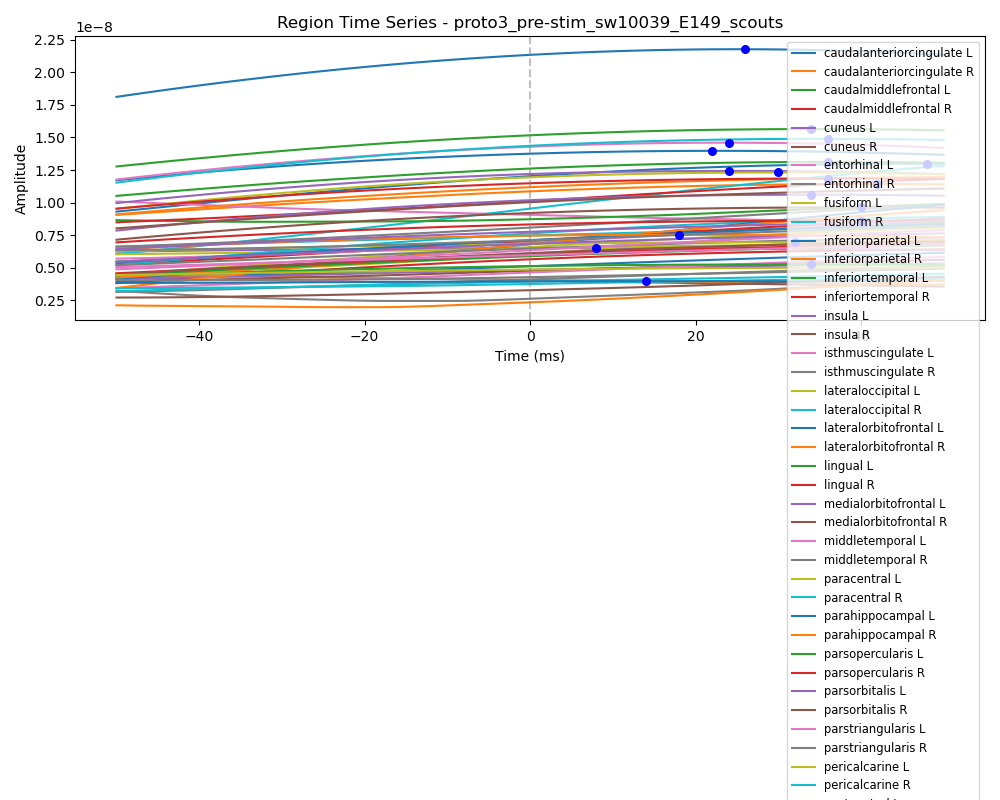 Region Time Series - proto3_pre-stim_sw10039_E149_scouts
1e−8
2.25
2.00
1.75
1.50
1.25
1.00
0.75
0.50
0.25
Amplitude
−40
−20
0
20
40
Time (ms)
caudalanteriorcingulate L
caudalanteriorcingulate R
caudalmiddlefrontal L
caudalmiddlefrontal R
cuneus L
cuneus R
entorhinal L
entorhinal R
fusiform L
fusiform R
inferiorparietal L
inferiorparietal R
inferiortemporal L
inferiortemporal R
insula L
insula R
isthmuscingulate L
isthmuscingulate R
lateraloccipital L
lateraloccipital R
lateralorbitofrontal L
lateralorbitofrontal R
lingual L
lingual R
medialorbitofrontal L
medialorbitofrontal R
middletemporal L
middletemporal R
paracentral L
paracentral R
parahippocampal L
parahippocampal R
parsopercularis L
parsopercularis R
parsorbitalis L
parsorbitalis R
parstriangularis L
parstriangularis R
pericalcarine L
pericalcarine R